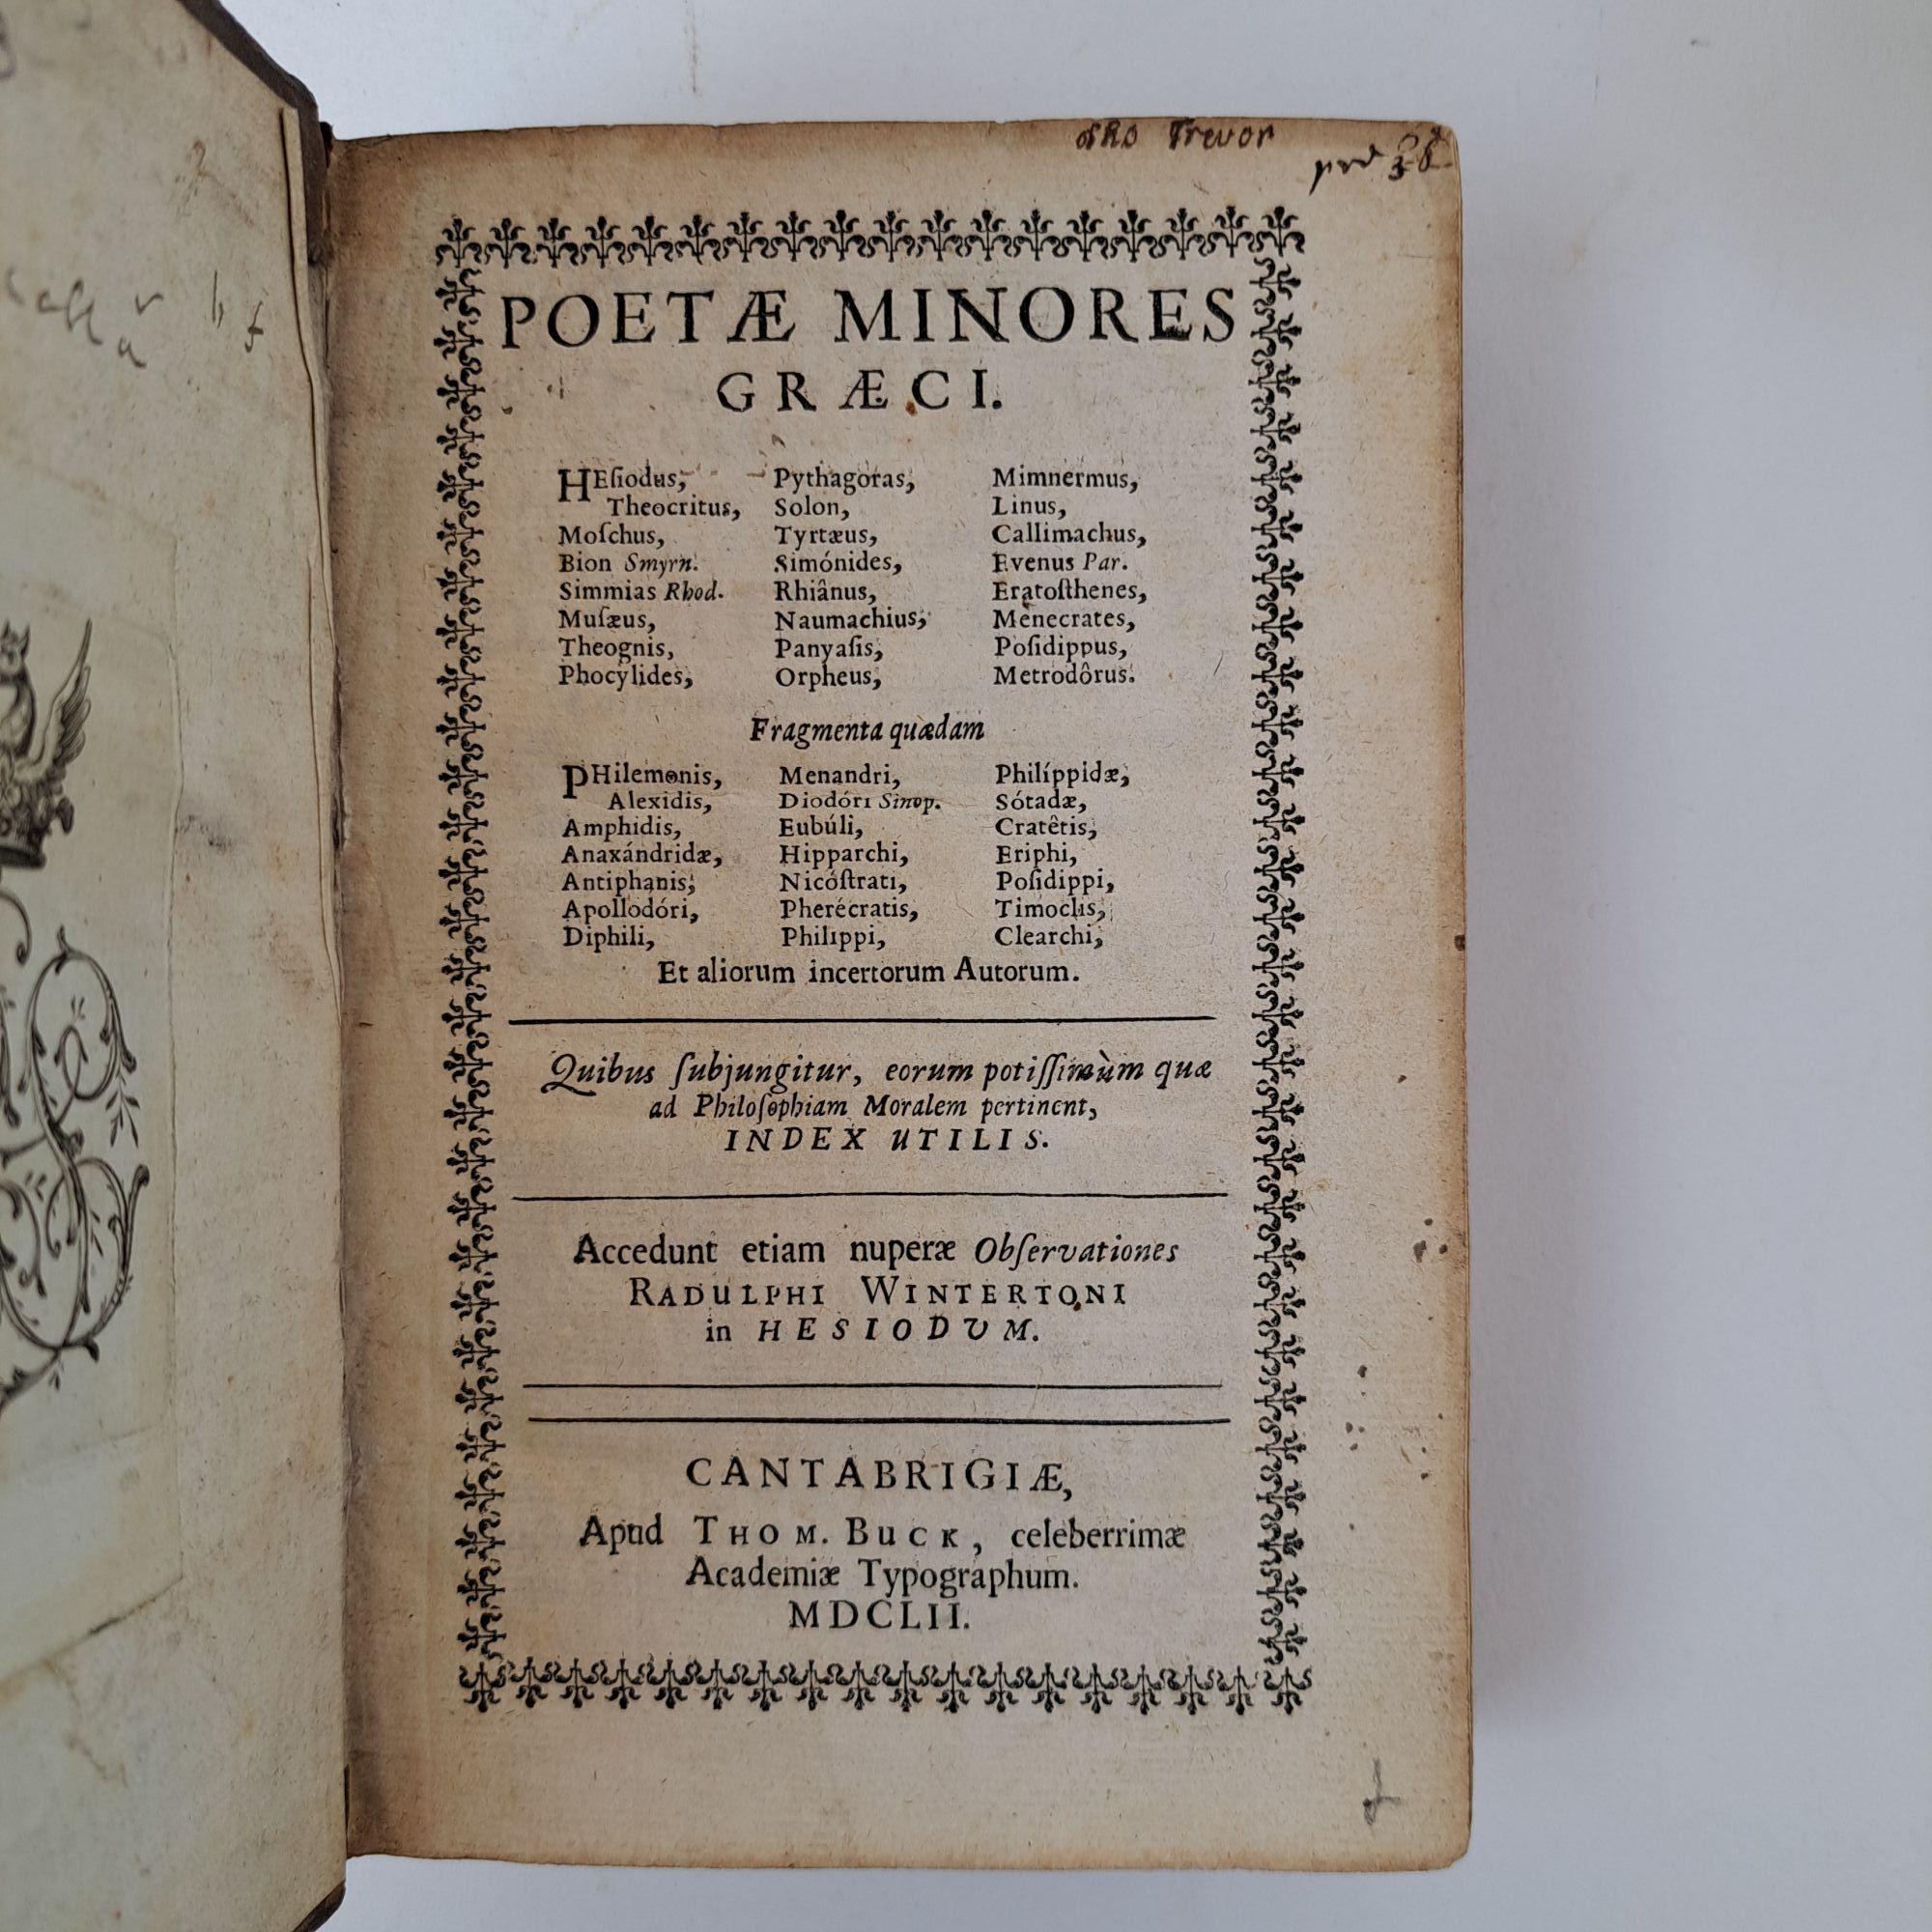 Trevor
POETÆ MINORES
GRÆCI.
HEſiodus, Pythagoras, Mimnermus,
Theocritus, Solon, Linus,
Moſchus, Tyrtæus, Callimachus,
Bion Smyrn. Simónides, Evenus Par.
Simmias Rhod. Rhiânus, Eratoſthenes,
Muſæus, Naumachius, Menecrates,
Theognis, Panyaſis, Poſidippus,
Phocylides, Orpheus, Metrodôrus.
Fragmenta quædam
PHilemonis, Menandri, Philíppidæ,
Alexidis, Diodóri Sinop. Sótadæ,
Amphidis, Eubúli, Cratêtis,
Anaxándridæ, Hipparchi, Eriphi,
Antiphanis, Nicóſtrati, Poſidippi,
Apollodóri, Pherécratis, Timoclis,
Diphili, Philippi, Clearchi,
Et aliorum incertorum Autorum.
Quibus ſubjungitur, eorum potiſſimùm quæ
ad Philoſophiam Moralem pertinent,
INDEX UTILIS.
Accedunt etiam nuperæ Obſervationes
RADULPHI WINTERTONI
in HESIODVM.
CANTABRIGIÆ,
Apud THOM. BUCK, celeberrimæ
Academiæ Typographum.
MDCLII.